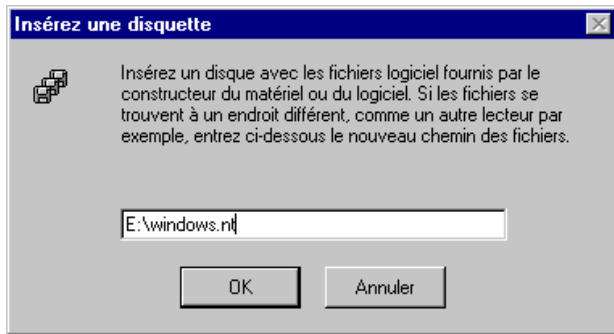 Insérez une disquette
Insérez un disque avec les fichiers logiciel fournis par le
constructeur du matériel ou du logiciel. Si les fichiers se
trouvent à un endroit différent, comme un autre lecteur par
exemple, entrez ci-dessous le nouveau chemin des fichiers.
E:\windows.nt
OK
Annuler